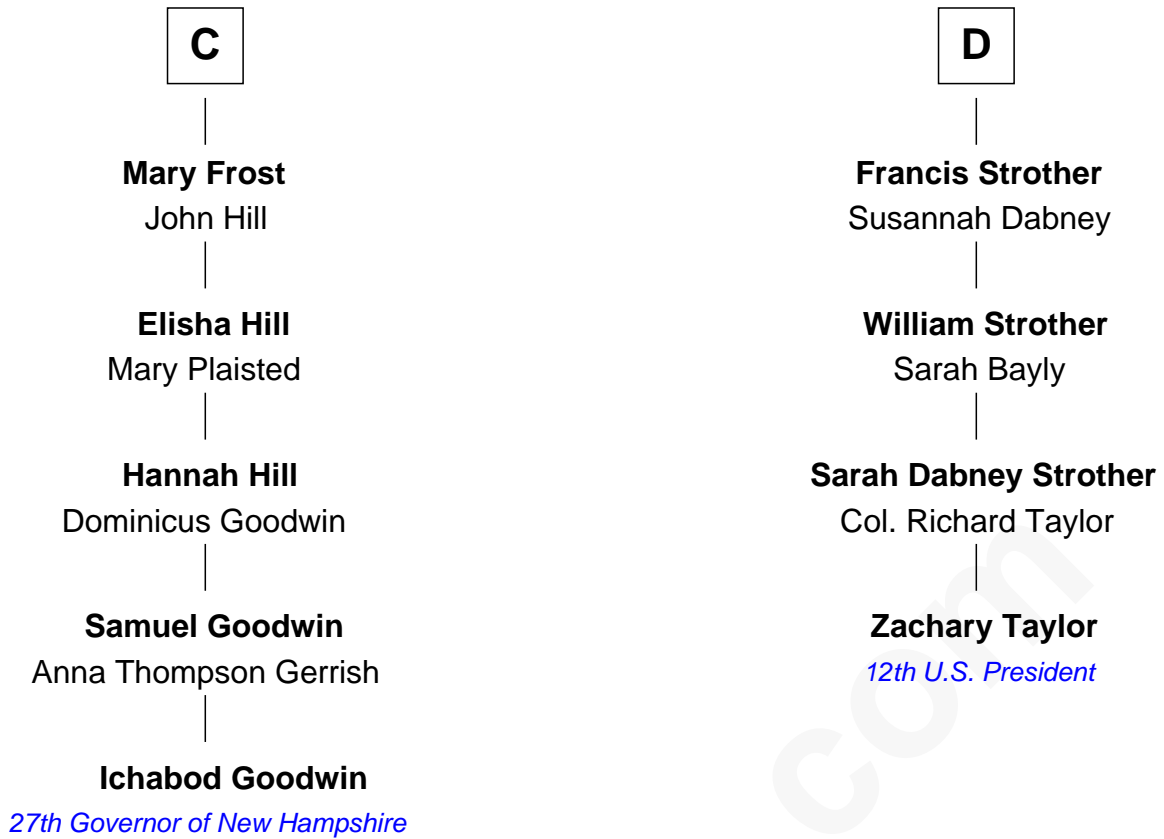 C
Mary Frost
John Hill
Elisha Hill
Mary Plaisted
Hannah Hill
Dominicus Goodwin
Samuel Goodwin
Anna Thompson Gerrish
Ichabod Goodwin
27th Governor of New Hampshire
D
Francis Strother
Susannah Dabney
William Strother
Sarah Bayly
Sarah Dabney Strother
Col. Richard Taylor
Zachary Taylor
12th U.S. President
com